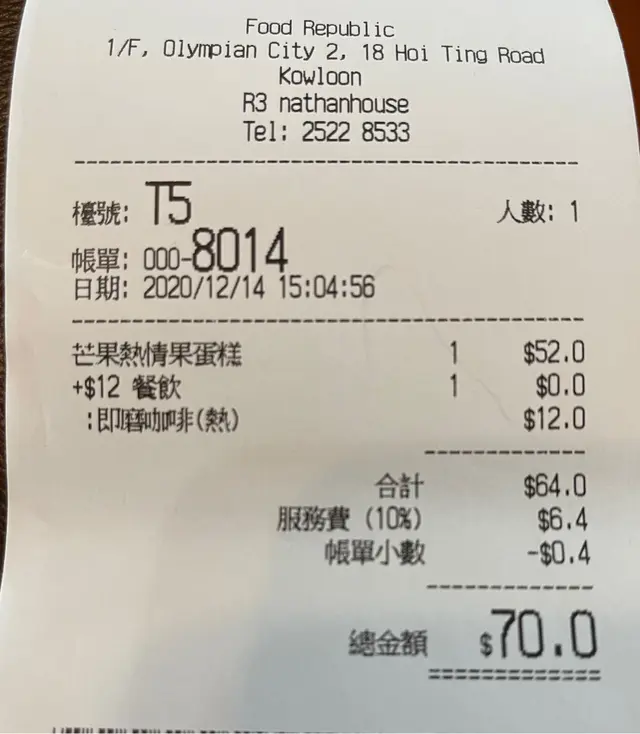 Food Republic
1/F, Olympian City 2, 18 Hoi Ting Road
Kowloon
R3 nathanhouse
Tel: 2522 8533
檯號: T5 人數: 1
帳單: 000-8014
日期: 2020/12/14 15:04:56
芒果熱情果蛋糕 1 $52.0
+$12 餐飲 1 $0.0
:即磨咖啡(熱) $12.0
合計 $64.0
服務費 (10%) $6.4
帳單小數 -$0.4
總金額 $70.0